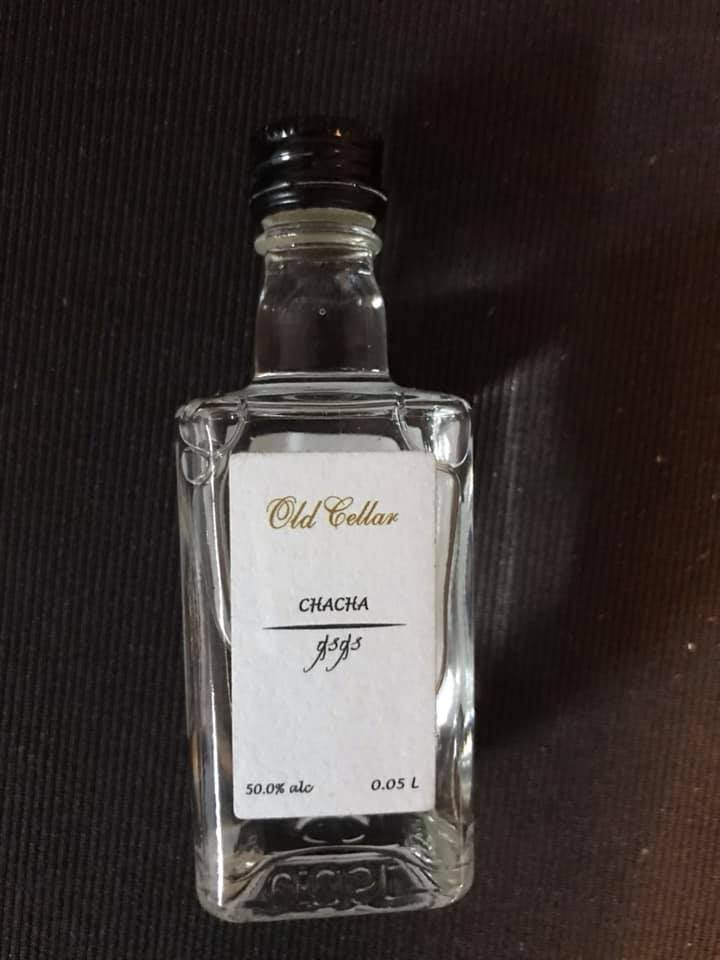 Old Cellar
CHACHA
ჭაჭა
50.0% alc 0.05 L